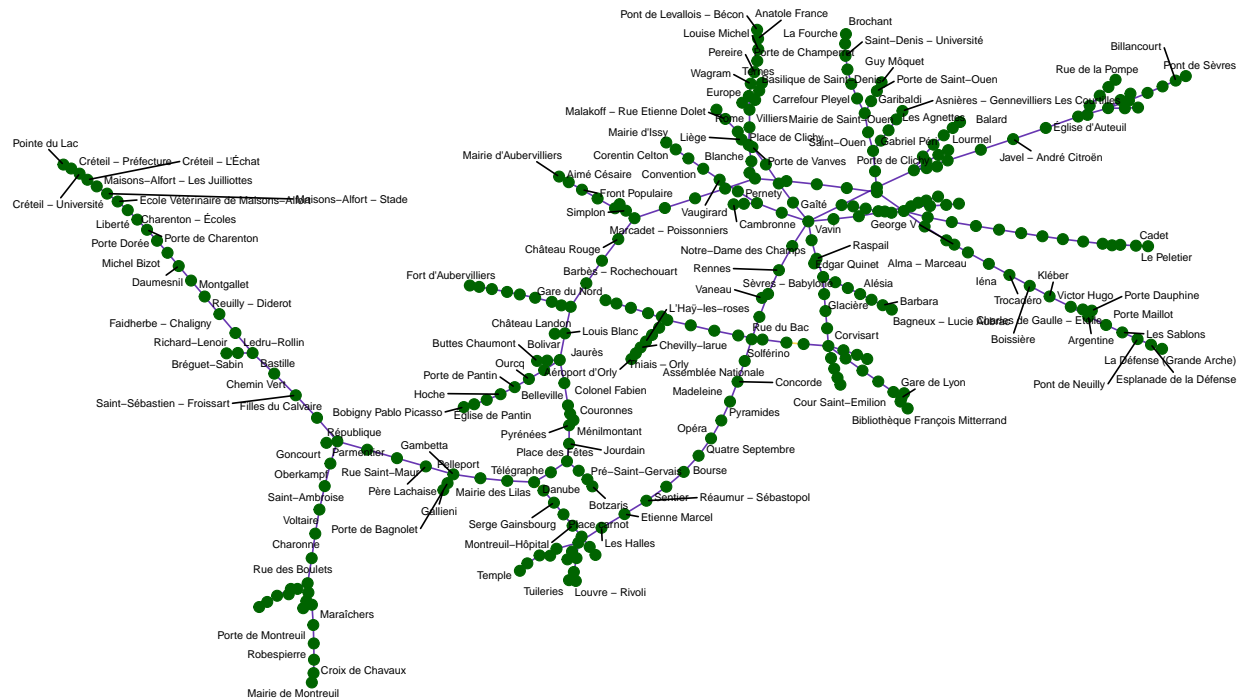 Pont de Levallois – Bécon
Anatole France
Brochant
Louise Michel
La Fourche
Saint–Denis – Université
Billancourt
Pereire
Porte de Champerret
Guy Môquet
Pont de Sèvres
Wagram
Ternes
Basilique de Saint–Denis
Porte de Saint–Ouen
Rue de la Pompe
Europe
Carrefour Pleyel
Garibaldi
Asnières – Gennevilliers Les Courtilles
Malakoff – Rue Etienne Dolet
Rome
Villiers
Mairie de Saint–Ouen
Les Agnettes
Balard
Eglise d'Auteuil
Mairie d'Issy
Liège
Place de Clichy
Saint–Ouen
Gabriel Péri
Lourmel
Javel – André Citroën
Pointe du Lac
Créteil – Préfecture
Créteil – L'Échat
Corentin Celton
Blanche
Porte de Vanves
Porte de Clichy
Mairie d'Aubervilliers
Aimé Césaire
Convention
Maisons–Alfort – Les Juilliotes
Créteil – Université
Ecole Vétérinaire de Maisons–Alfort
Maisons–Alfort – Stade
Front Populaire
Pernety
Gaîté
Liberté
Charenton – Écoles
Simplon
Vaugirard
Cambronne
Vavin
George V
Porte Dorée
Porte de Charenton
Marcadet – Poissonniers
Cadet
Le Peletier
Michel Bizot
Château Rouge
Notre–Dame des Champs
Raspail
Alma – Marceau
Daumesnil
Montgallet
Barbès – Rochechouart
Rennes
Edgar Quinet
Iéna
Kléber
Fort d'Aubervilliers
Gare du Nord
Vaneau
Sèvres – Babylone
Alésia
Trocadéro
Victor Hugo
Porte Dauphine
Reuilly – Diderot
L'Haÿ–les–roses
Glacière
Barbara
Bagneux – Lucie Aubrac
Charles de Gaulle – Etoile
Porte Maillot
Faidherbe – Chaligny
Château Landon
Louis Blanc
Rue du Bac
Corvisart
Boissière
Argentine
Les Sablons
Richard–Lenoir
Ledru–Rollin
Buttes Chaumont
Bolivar
Chevilly–larue
Solférino
Pont de Neuilly
La Défense (Grande Arche)
Bréguet–Sabin
Bastille
Ourcq
Jaurès
Thiais – Orly
Aéroport d'Orly
Assemblée Nationale
Esplanade de la Défense
Chemin Vert
Porte de Pantin
Colonel Fabien
Madeleine
Concorde
Gare de Lyon
Saint–Sébastien – Froissart
Filles du Calvaire
Hoche
Belleville
Cour Saint–Emilion
Bobigny Pablo Picasso
Eglise de Pantin
Couronnes
Pyramides
Bibliothèque François Mitterrand
République
Pyrénées
Ménilmontant
Opéra
Goncourt
Parmentier
Gambetta
Jourdain
Quatre Septembre
Oberkampf
Rue Saint–Maur
Pelleport
Place des Fêtes
Télégraphe
Pré–Saint–Gervais
Bourse
Saint–Ambroise
Père Lachaise
Mairie des Lilas
Danube
Botzaris
Sentier
Réaumur – Sébastopol
Voltaire
Porte de Bagnolet
Gallieni
Serge Gainsbourg
Place carnot
Etienne Marcel
Charonne
Montreuil–Hôpital
Les Halles
Rue des Boulets
Temple
Tuileries
Louvre – Rivoli
Maraîchers
Porte de Montreuil
Robespierre
Croix de Chavaux
Mairie de Montreuil